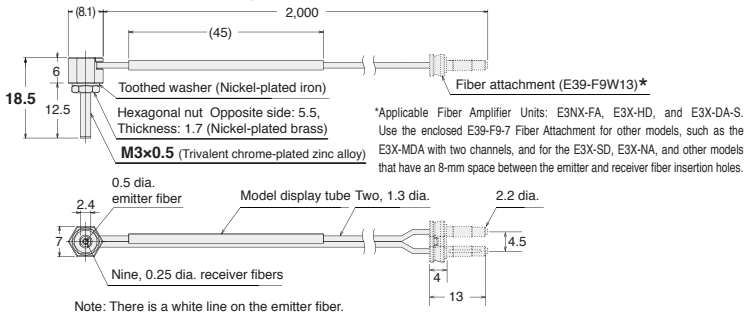 (8.1)
2,000
(45)
6
18.5
12.5
Toothed washer (Nickel-plated iron)
Hexagonal nut Opposite side: 5.5,
Thickness: 1.7 (Nickel-plated brass)
M3×0.5 (Trivalent chrome-plated zinc alloy)
Fiber attachment (E39-F9W13)*
*Applicable Fiber Amplifier Units: E3NX-FA, E3X-HD, and E3X-DA-S.
Use the enclosed E39-F9-7 Fiber Attachment for other models, such as the
E3X-MDA with two channels, and for the E3X-SD, E3X-NA, and other models
that have an 8-mm space between the emitter and receiver fiber insertion holes.
0.5 dia.
emitter fiber
2.4
7
Model display tube
Two, 1.3 dia.
2.2 dia.
4.5
4
13
Nine, 0.25 dia. receiver fibers
Note: There is a white line on the emitter fiber.